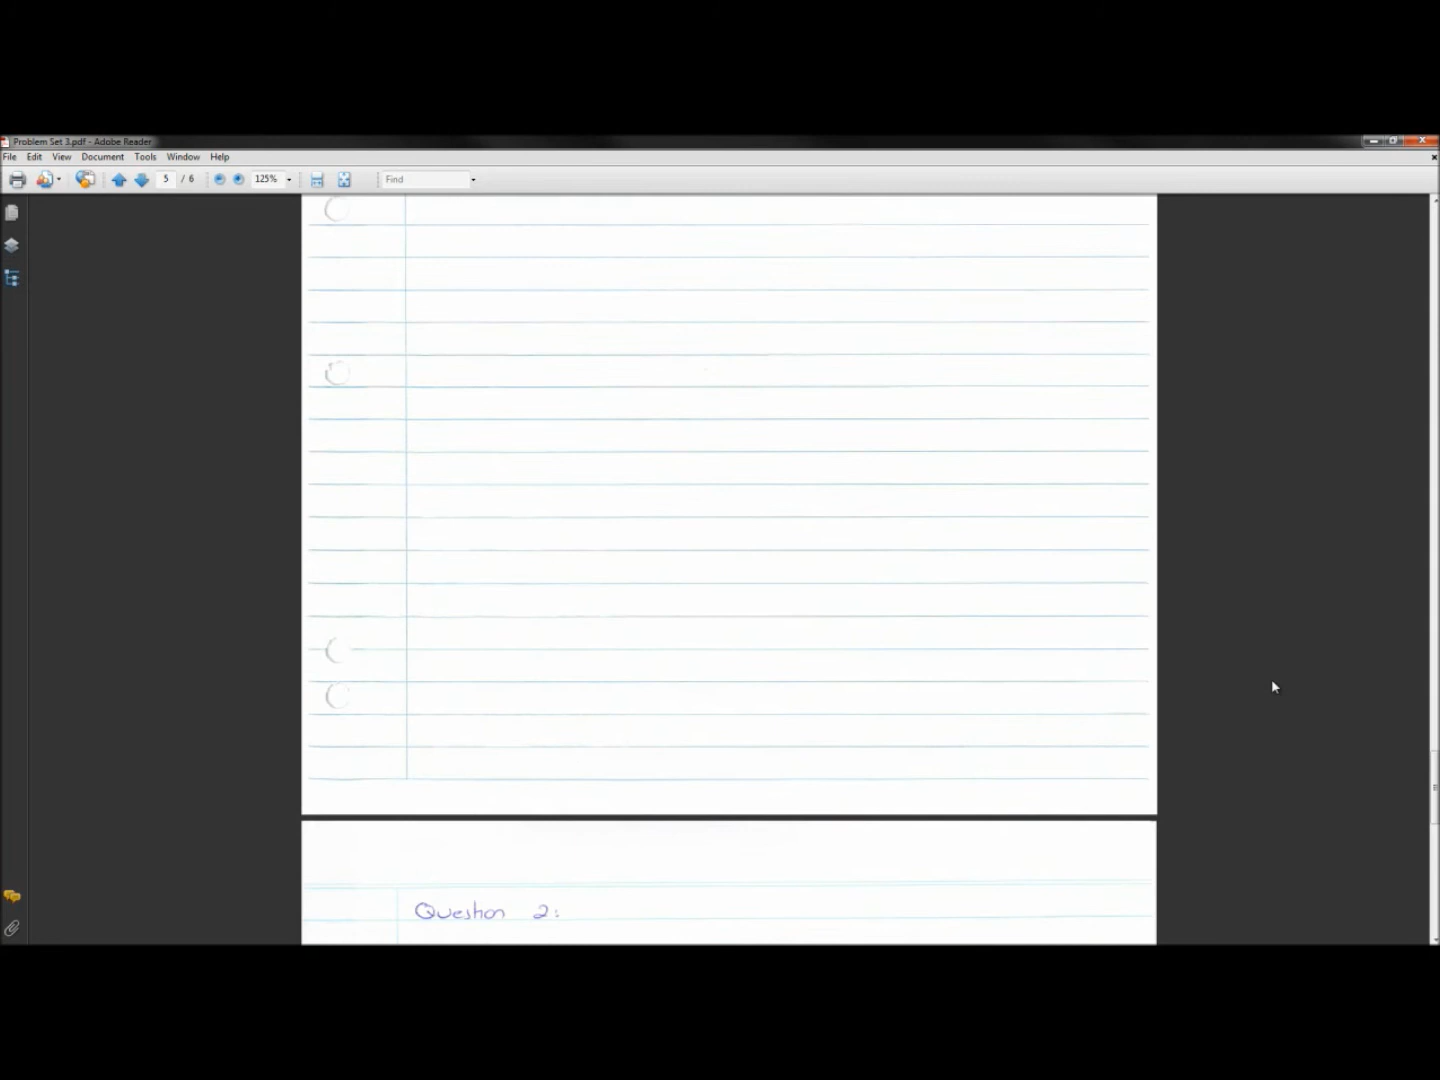 Problem Set 3.pdf - Adobe Reader
File Edit View Document Tools Window Help
5 / 6 125% Find
Question 2: